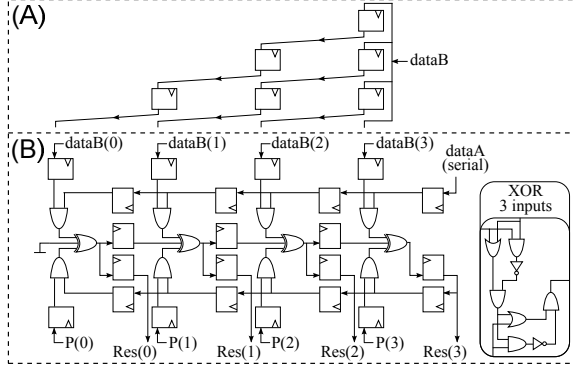 (A)
dataB
(B)
dataB(0) dataB(1) dataB(2) dataB(3)
dataA
(serial)
XOR
3 inputs
P(0) P(1) P(2) P(3)
Res(0) Res(1) Res(2) Res(3)